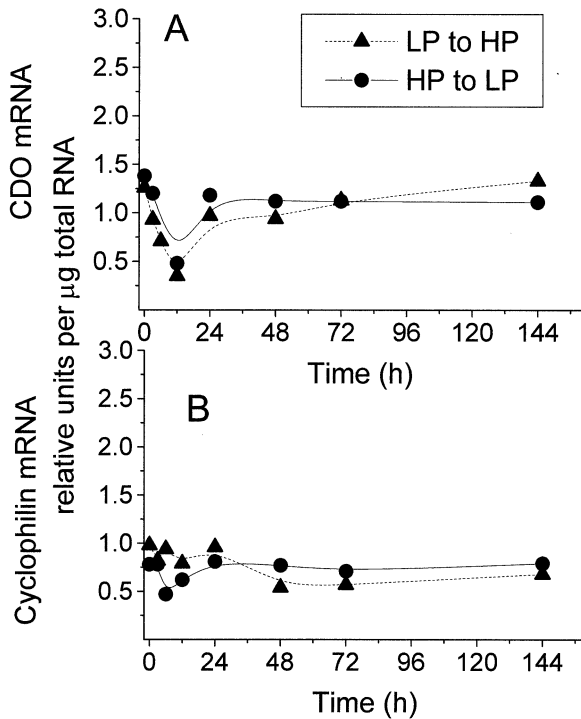 A
LP to HP
HP to LP
CDO mRNA
relative units per μg total RNA
3.0
2.5
2.0
1.5
1.0
0.5
0 24 48 72 96 120 144
Time (h)
B
Cyclophilin mRNA
3.0
2.5
2.0
1.5
1.0
0.5
0 24 48 72 96 120 144
Time (h)